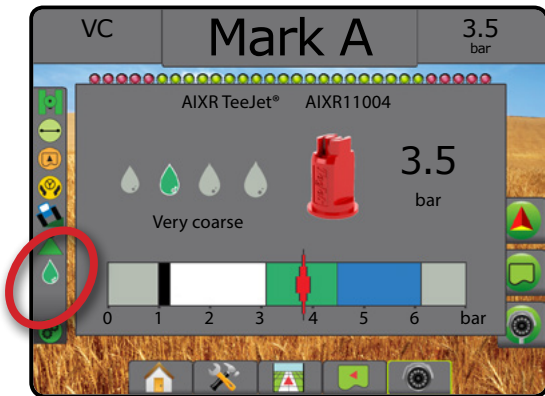 VC
Mark A
3.5
bar
AIXR TeeJet® AIXR11004
3.5
bar
Very coarse
0 1 2 3 4 5 6 bar